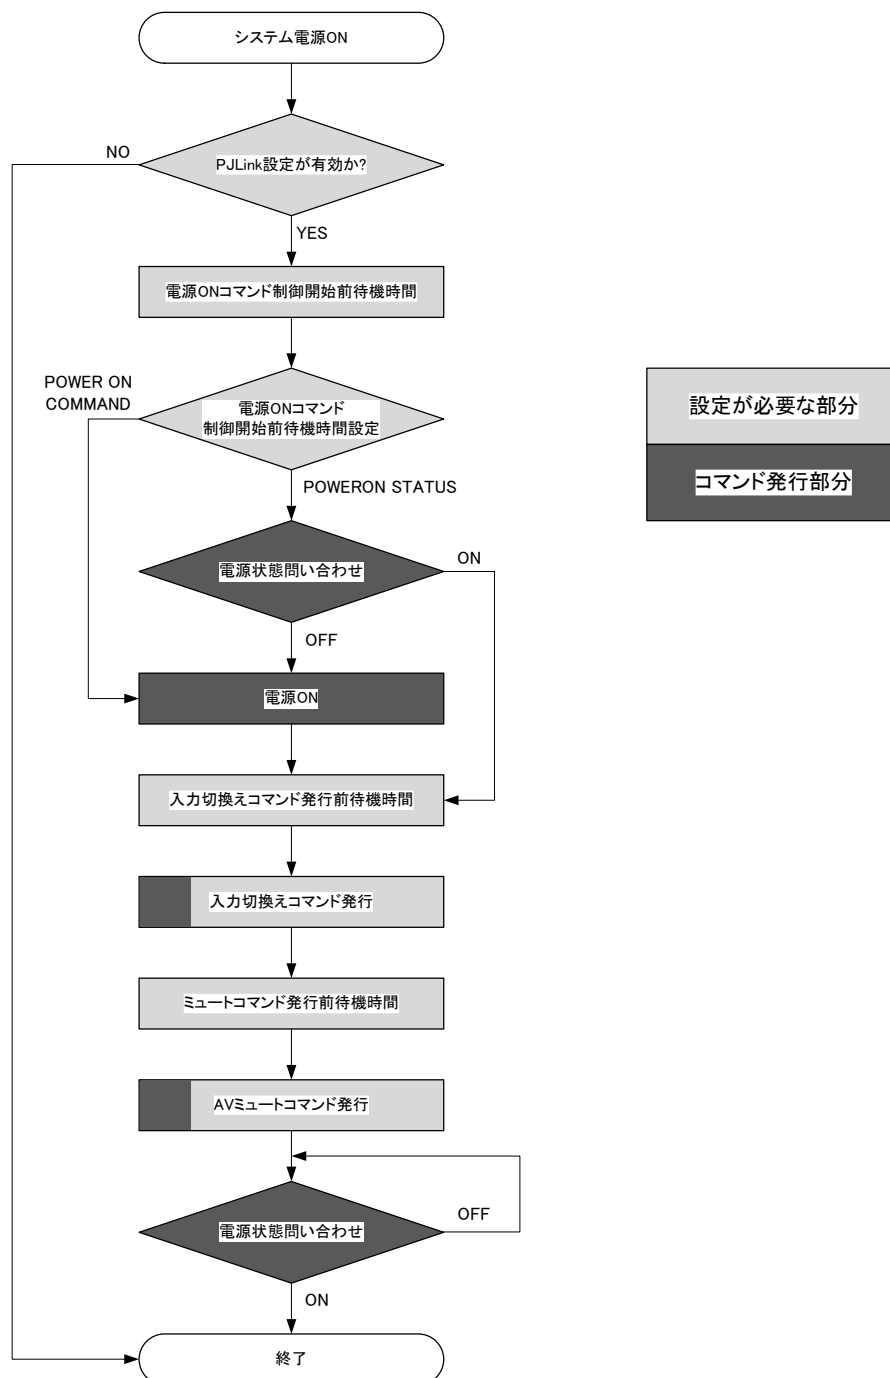 システム電源ON
NO
PJLink設定が有効か?
YES
電源ONコマンド制御開始前待機時間
POWER ON
COMMAND
電源ONコマンド
制御開始前待機時間設定
設定が必要な部分
コマンド発行部分
POWERON STATUS
電源状態問い合わせ
ON
OFF
電源ON
入力切換えコマンド発行前待機時間
入力切換えコマンド発行
ミュートコマンド発行前待機時間
AVミュートコマンド発行
電源状態問い合わせ
OFF
ON
終了